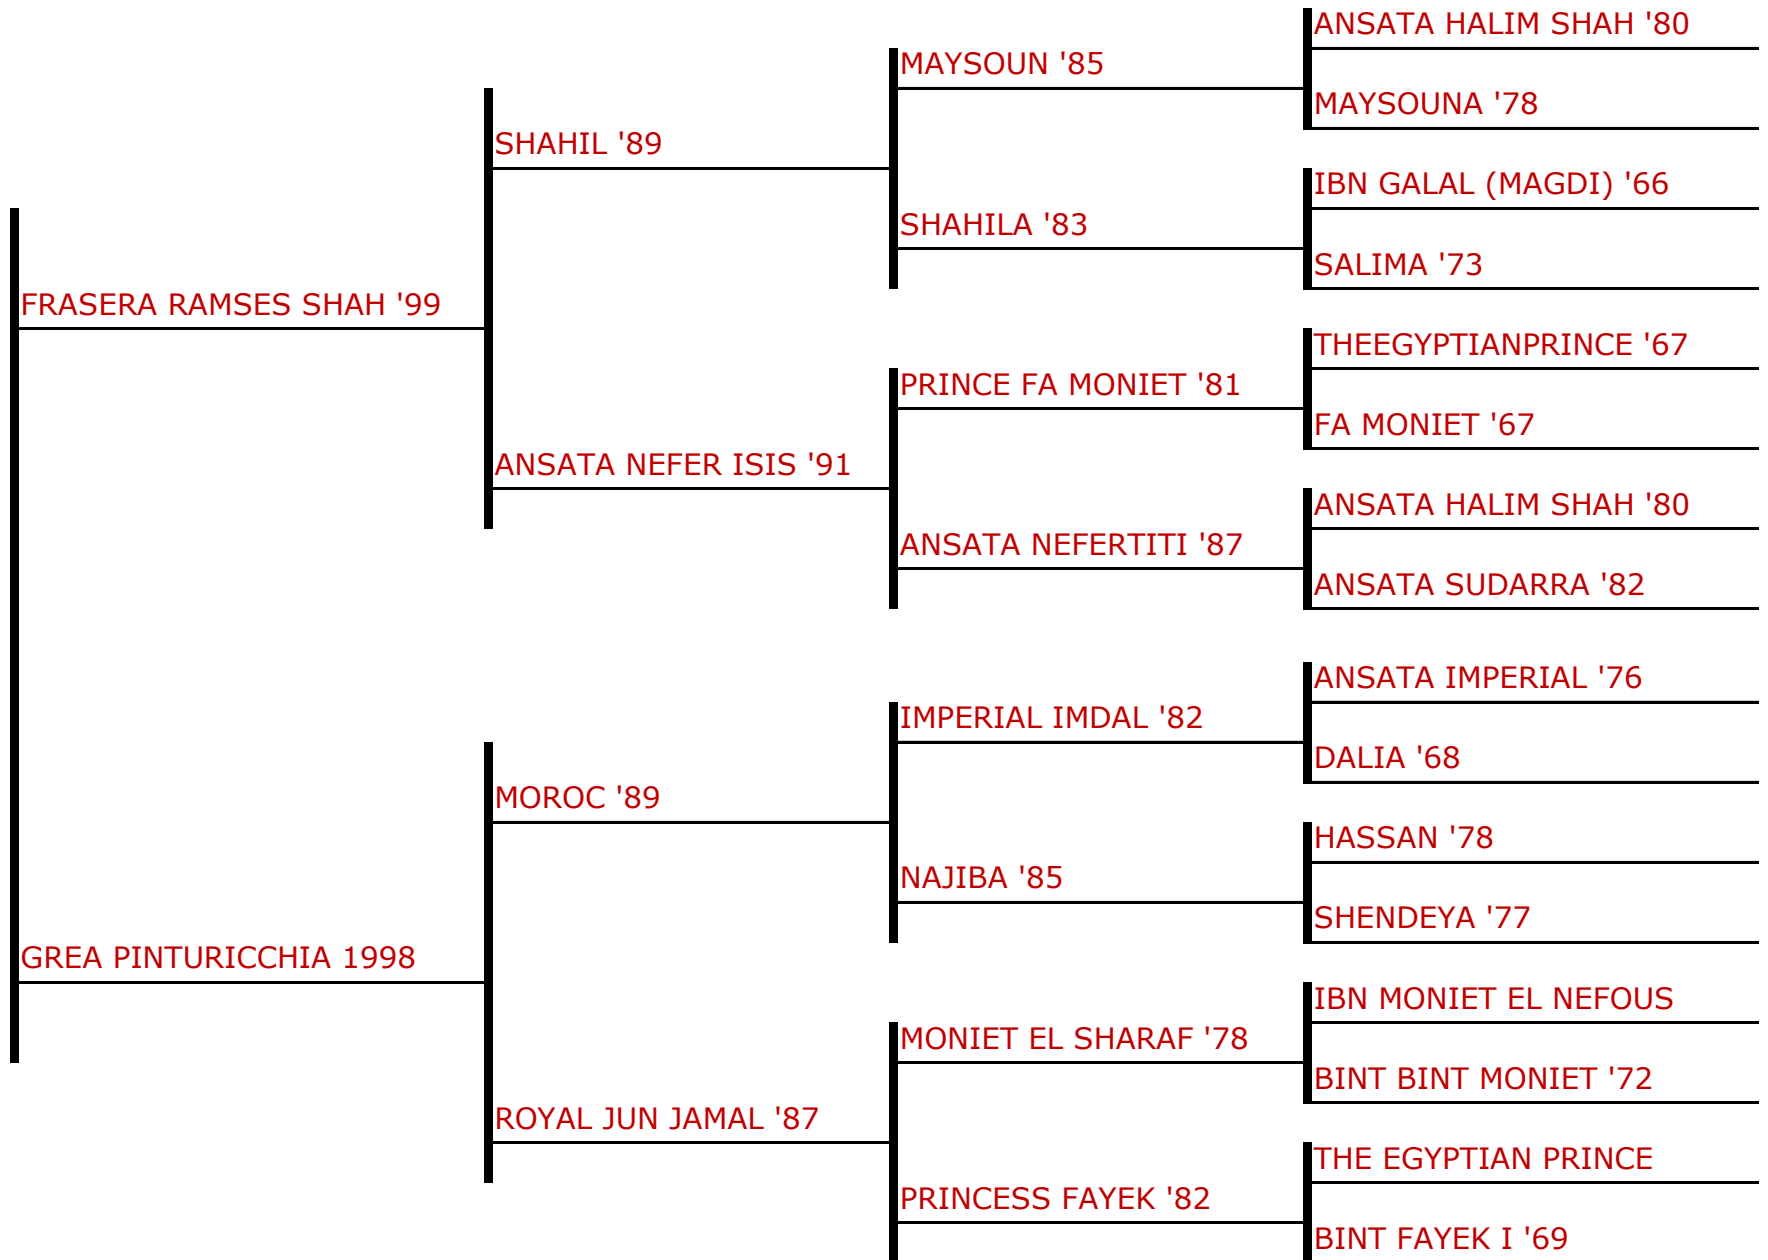 ANSATA HALIM SHAH '80
MAYSOUN '85
MAYSOUNA '78
SHAHIL '89
IBN GALAL (MAGDI) '66
SHAHILA '83
SALIMA '73
FRASERA RAMSES SHAH '99
THEEGYPTIANPRINCE '67
PRINCE FA MONIET '81
FA MONIET '67
ANSATA NEFER ISIS '91
ANSATA HALIM SHAH '80
ANSATA NEFERTITI '87
ANSATA SUDARRA '82
ANSATA IMPERIAL '76
IMPERIAL IMDAL '82
DALIA '68
MOROC '89
HASSAN '78
NAJIBA '85
SHENDEYA '77
GREA PINTURICCHIA 1998
IBN MONIET EL NEFOUS
MONIET EL SHARAF '78
BINT BINT MONIET '72
ROYAL JUN JAMAL '87
THE EGYPTIAN PRINCE
PRINCESS FAYEK '82
BINT FAYEK I '69